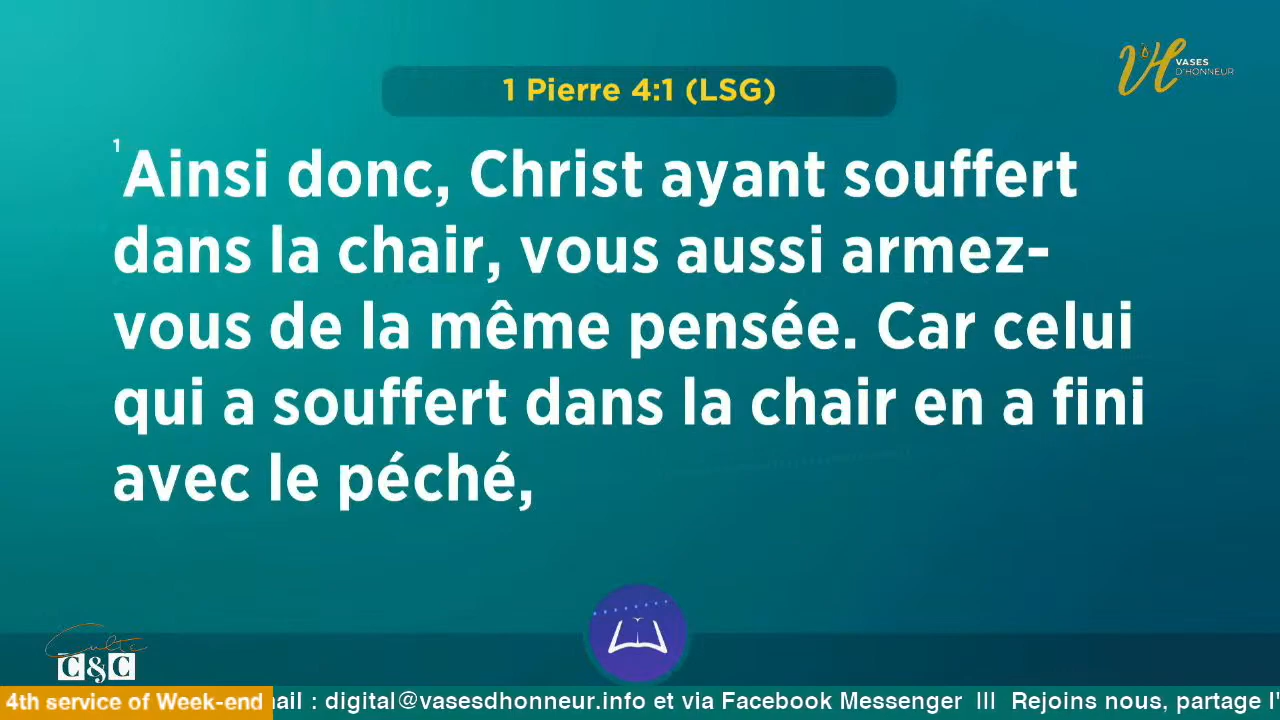 VH VASES
D'HONNEUR
1 Pierre 4:1 (LSG)
1 Ainsi donc, Christ ayant souffert
dans la chair, vous aussi armez-
vous de la même pensée. Car celui
qui a souffert dans la chair en a fini
avec le péché,
Culte
C&C
4th service of Week-end
ail : digital@vasesdhonneur.info et via Facebook Messenger III Rejoins nous, partage l'